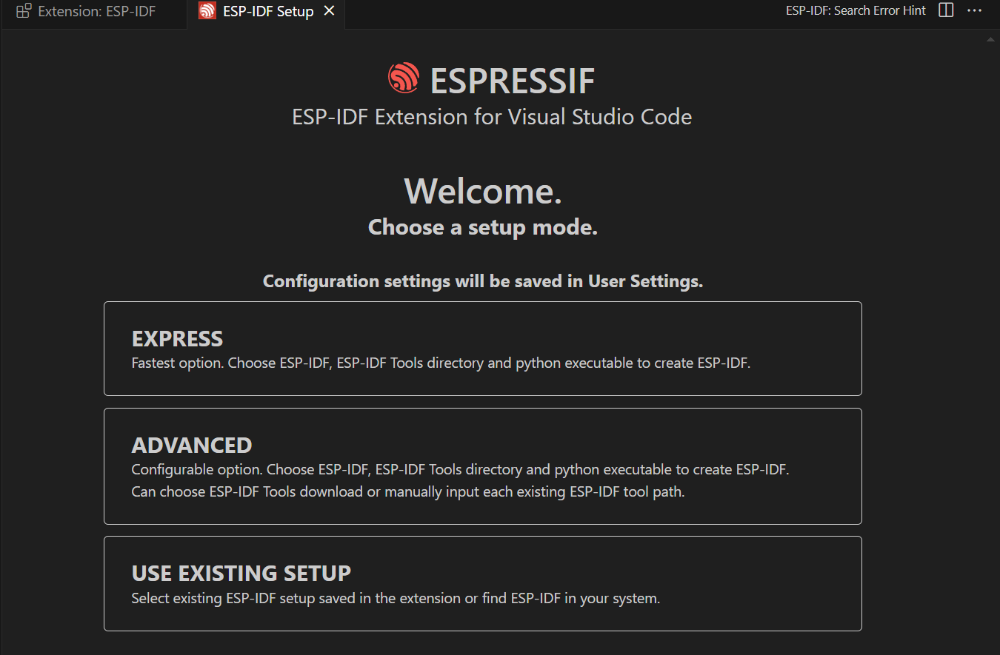 Extension: ESP-IDF
ESP-IDF Setup
ESP-IDF: Search Error Hint
ESPRESSIF
ESP-IDF Extension for Visual Studio Code
Welcome.
Choose a setup mode.
Configuration settings will be saved in User Settings.
EXPRESS
Fastest option. Choose ESP-IDF, ESP-IDF Tools directory and python executable to create ESP-IDF.
ADVANCED
Configurable option. Choose ESP-IDF, ESP-IDF Tools directory and python executable to create ESP-IDF.
Can choose ESP-IDF Tools download or manually input each existing ESP-IDF tool path.
USE EXISTING SETUP
Select existing ESP-IDF setup saved in the extension or find ESP-IDF in your system.